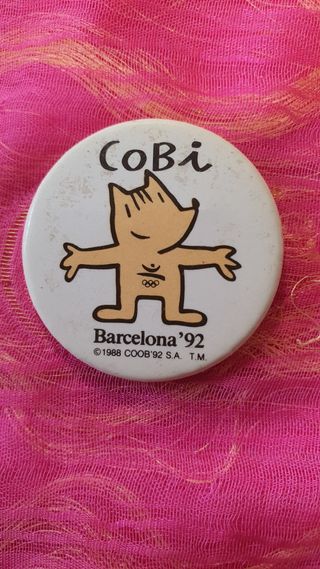 CoBi
Barcelona '92
©1988 COOB'92 S.A. T.M.